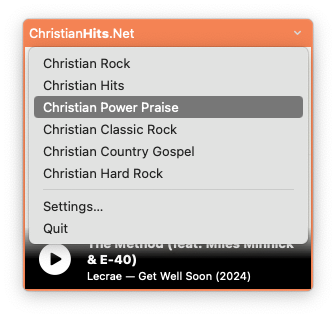 ChristianHits.Net
Christian Rock
Christian Hits
Christian Power Praise
Christian Classic Rock
Christian Country Gospel
Christian Hard Rock
Settings...
Quit
The Method (feat. Miles Minnick
& E-40)
Lecrae — Get Well Soon (2024)